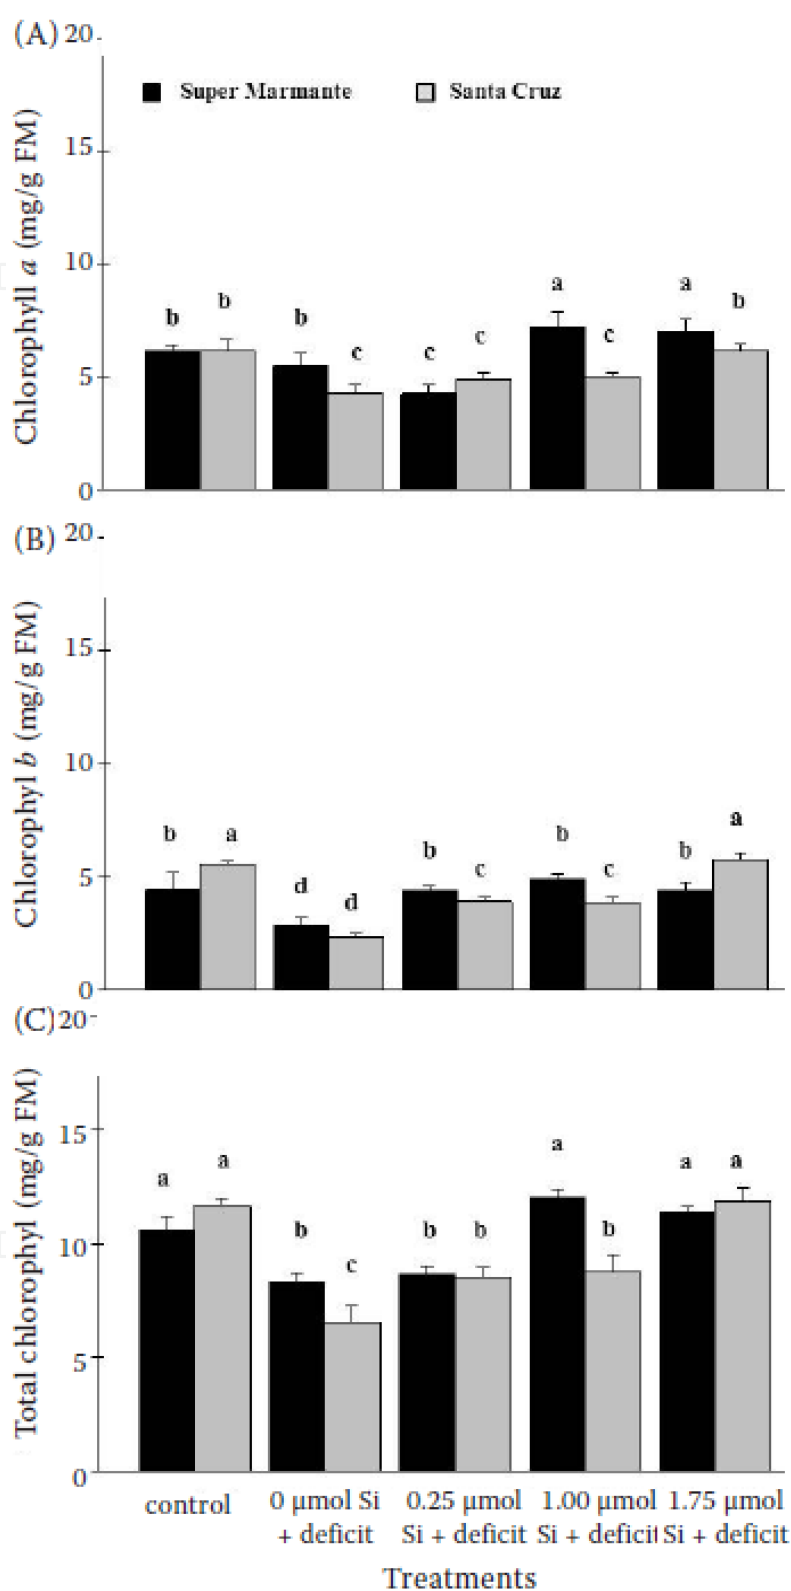 (A) 20
Super Marmante Santa Cruz
15
10
5
0
Chlorophyll a (mg/g FM)
b b b c c c a c a b
(B) 20
15
10
5
0
Chlorophyl b (mg/g FM)
b a d d b c b c b a
(C) 20
15
10
5
0
Total chlorophyl (mg/g FM)
a a b c b b a b a a
control 0 µmol Si 0.25 µmol 1.00 µmol 1.75 µmol
+ deficit Si + deficit Si + deficit Si + deficit
Treatments